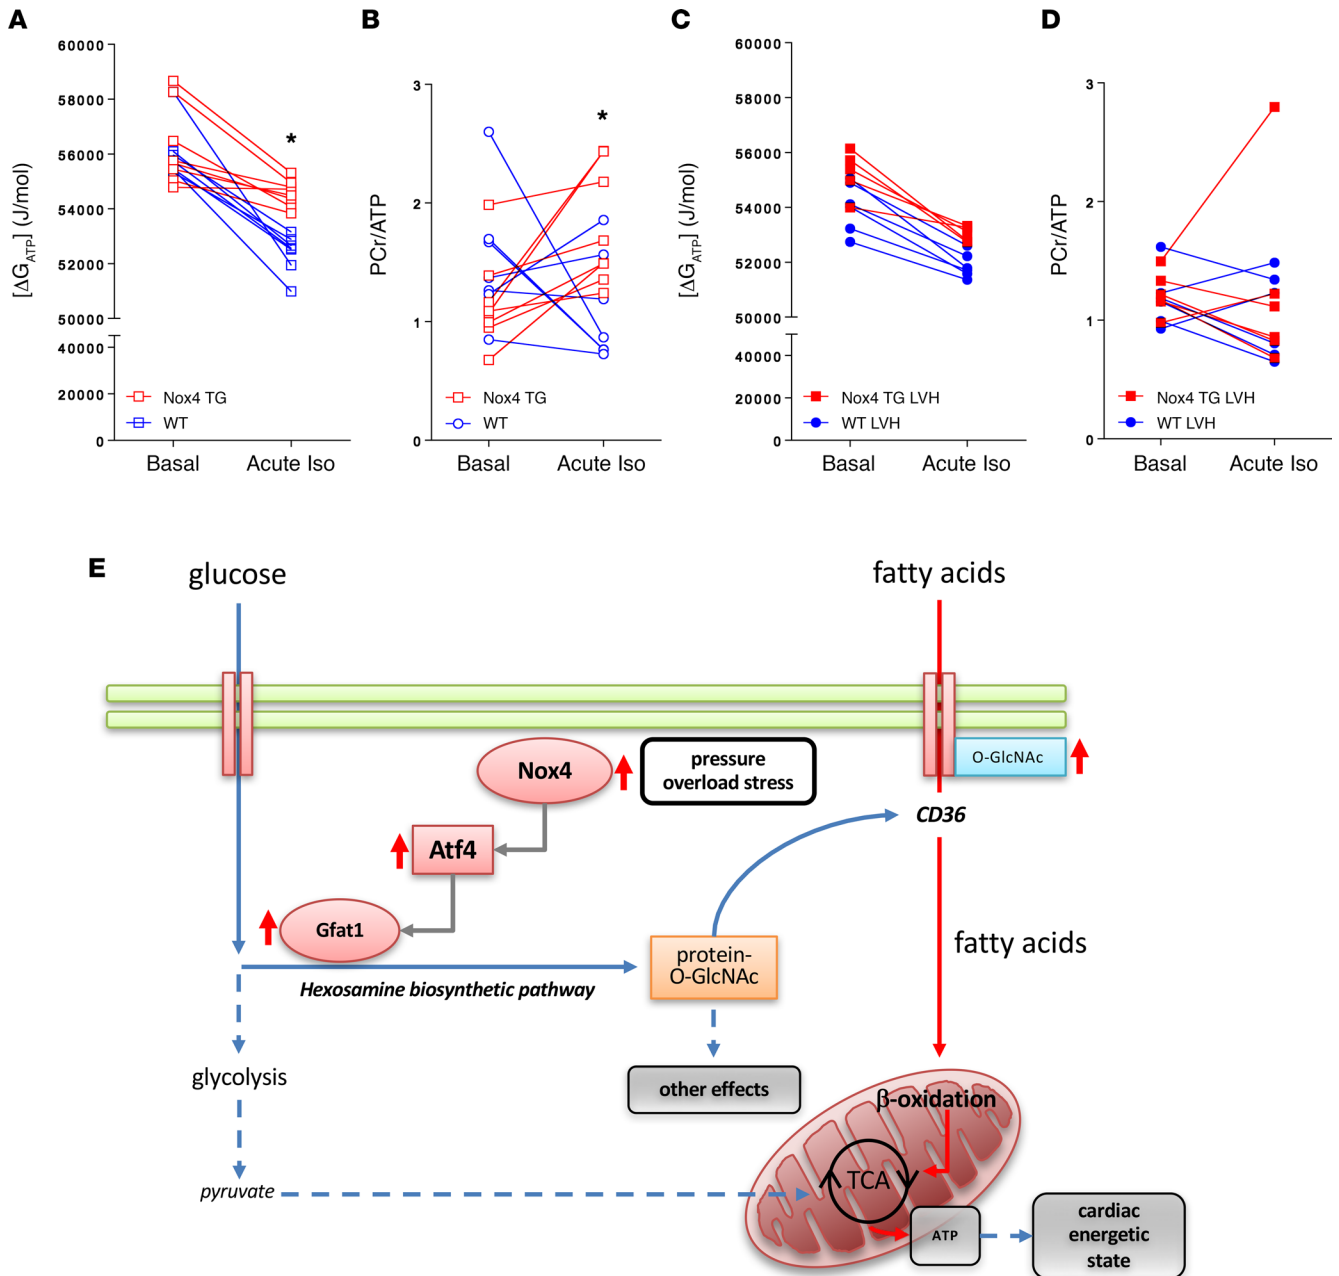 A
60000
58000
56000
54000
52000
50000
40000
20000
0
[ΔG_ATP] (J/mol)
*
Nox4 TG
WT
Basal
Acute Iso
B
3
2
1
0
PCr/ATP
*
Nox4 TG
WT
Basal
Acute Iso
C
60000
58000
56000
54000
52000
50000
40000
20000
0
[ΔG_ATP] (J/mol)
Nox4 TG LVH
WT LVH
Basal
Acute Iso
D
3
2
1
0
PCr/ATP
Nox4 TG LVH
WT LVH
Basal
Acute Iso
E
glucose
fatty acids
Nox4
pressure
overload stress
O-GlcNAc
CD36
Atf4
Gfat1
Hexosamine biosynthetic pathway
protein-
O-GlcNAc
fatty acids
glycolysis
other effects
β-oxidation
pyruvate
TCA
ATP
cardiac
energetic
state